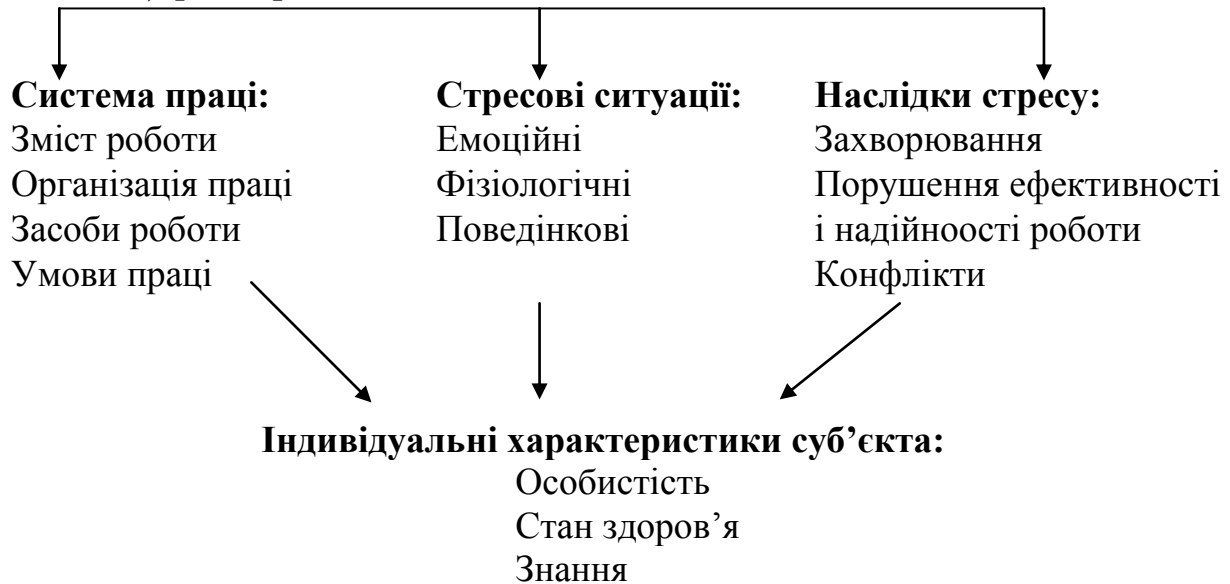 Система праці:
Зміст роботи
Організація праці
Засоби роботи
Умови праці
Стресові ситуації:
Емоційні
Фізіологічні
Поведінкові
Наслідки стресу:
Захворювання
Порушення ефективності
і надійноості роботи
Конфлікти
Індивідуальні характеристики суб’єкта:
Особистість
Стан здоров’я
Знання